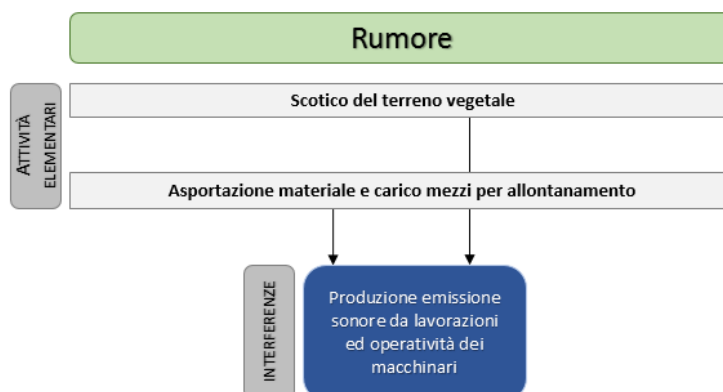 Rumore
ATTIVITÀ
ELEMENTARI
Scotico del terreno vegetale
Asportazione materiale e carico mezzi per allontanamento
INTERFERENZE
Produzione emissione
sonore da lavorazioni
ed operatività dei
macchinari